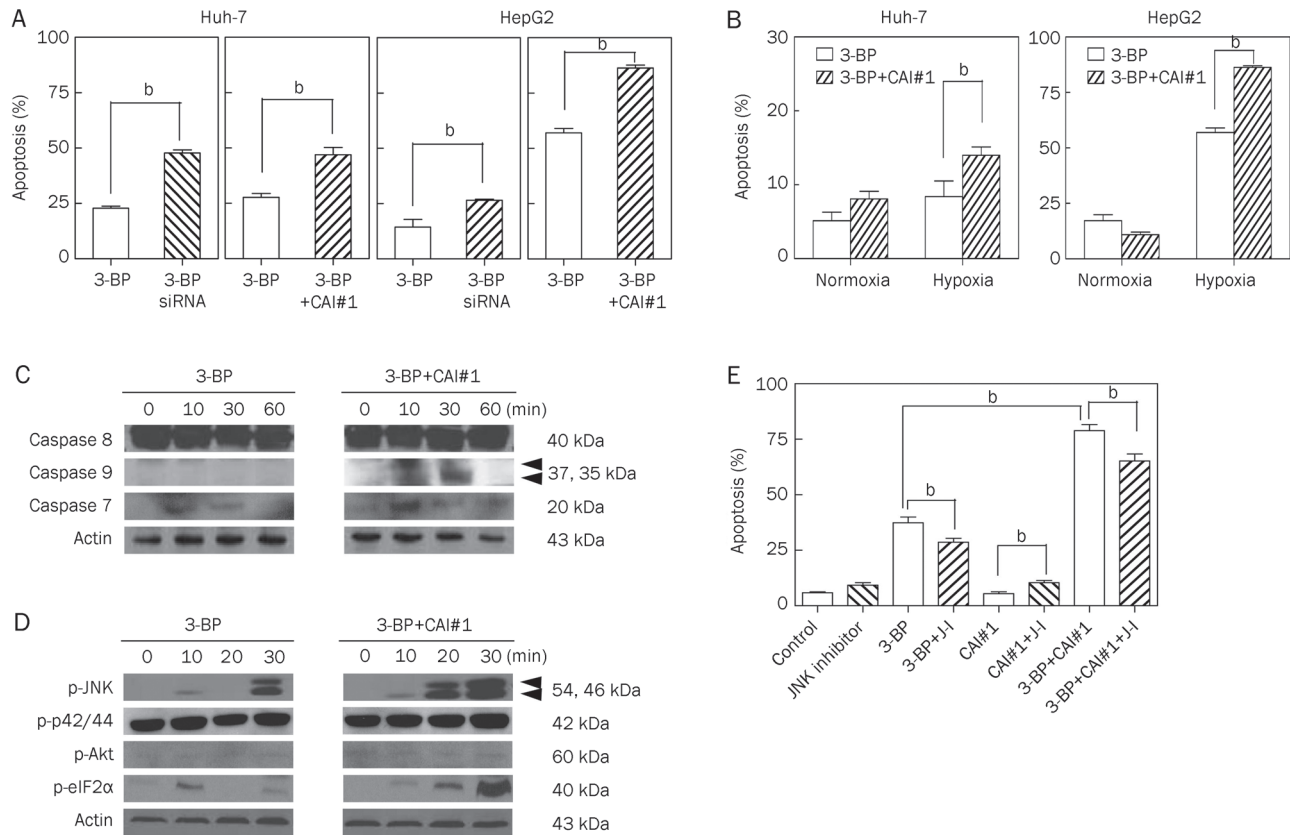 A
Huh-7
HepG2
100
75
50
25
0
Apoptosis (%)
b
b
b
b
3-BP
3-BP
siRNA
3-BP
3-BP
+CAI#1
3-BP
3-BP
siRNA
3-BP
3-BP
+CAI#1
B
Huh-7
HepG2
30
20
10
0
Apoptosis (%)
3-BP
3-BP+CAI#1
b
Normoxia
Hypoxia
100
75
50
25
0
3-BP
3-BP+CAI#1
b
Normoxia
Hypoxia
C
3-BP
3-BP+CAI#1
0 10 30 60
0 10 30 60 (min)
Caspase 8
40 kDa
Caspase 9
37, 35 kDa
Caspase 7
20 kDa
Actin
43 kDa
D
3-BP
3-BP+CAI#1
0 10 20 30
0 10 20 30 (min)
p-JNK
54, 46 kDa
p-p42/44
42 kDa
p-Akt
60 kDa
p-eIF2α
40 kDa
Actin
43 kDa
E
100
75
50
25
0
Apoptosis (%)
b
b
b
b
Control
JNK inhibitor
3-BP
3-BP+J-I
CAI#1
CAI#1+J-I
3-BP+CAI#1
3-BP+CAI#1+J-I